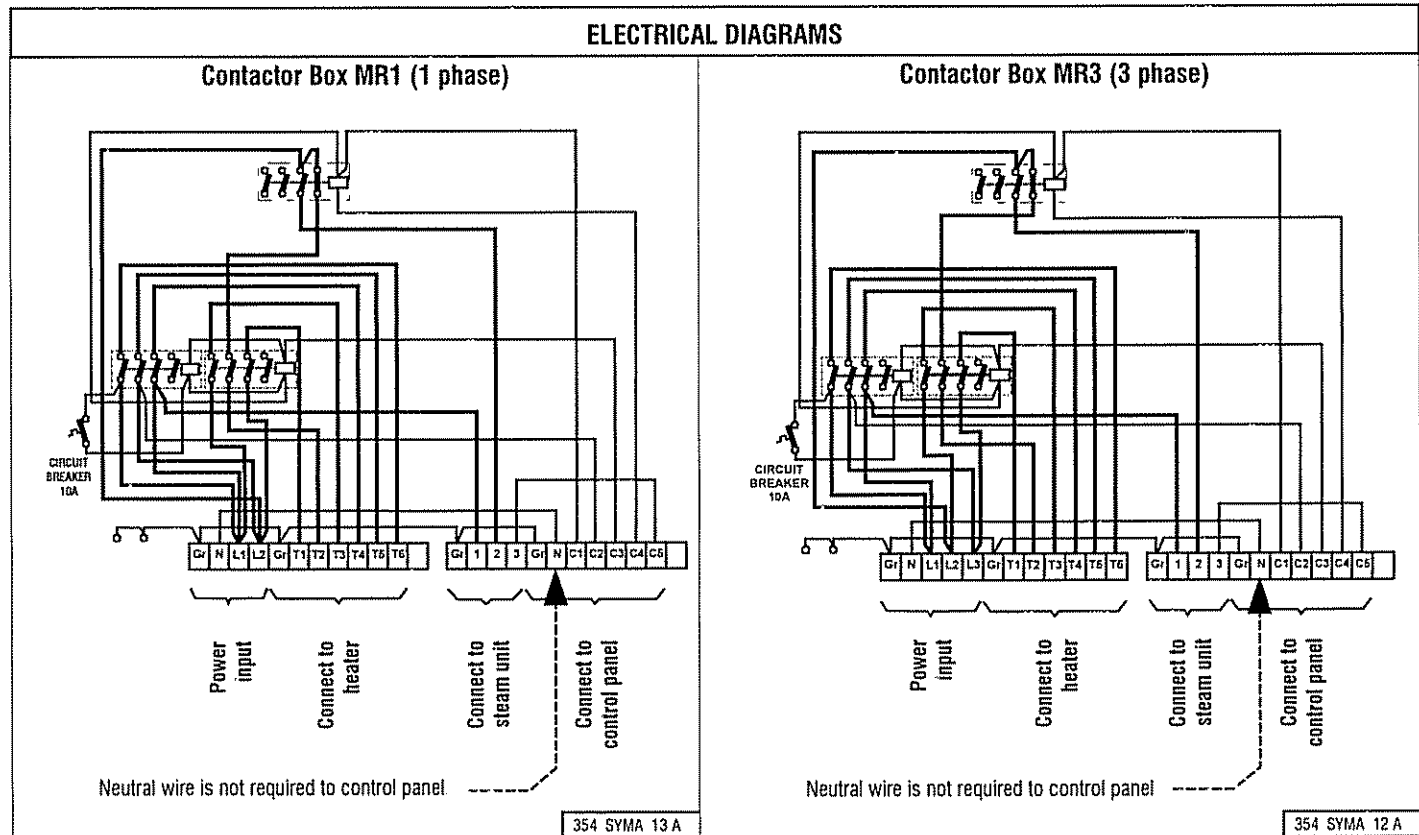 ELECTRICAL DIAGRAMS
Contactor Box MR1 (1 phase)
CIRCUIT
BREAKER
10A
Gr N L1 L2 Gr T1 T2 T3 T4 T5 T6
Gr 1 2 3 Gr N C1 C2 C3 C4 C5
Power
input
Connect to
heater
Connect to
steam unit
Connect to
control panel
Neutral wire is not required to control panel
354 SYMA 13 A
Contactor Box MR3 (3 phase)
CIRCUIT
BREAKER
10A
Gr N L1 L2 L3 Gr T1 T2 T3 T4 T5 T6
Gr 1 2 3 Gr N C1 C2 C3 C4 C5
Power
input
Connect to
heater
Connect to
steam unit
Connect to
control panel
Neutral wire is not required to control panel
354 SYMA 12 A